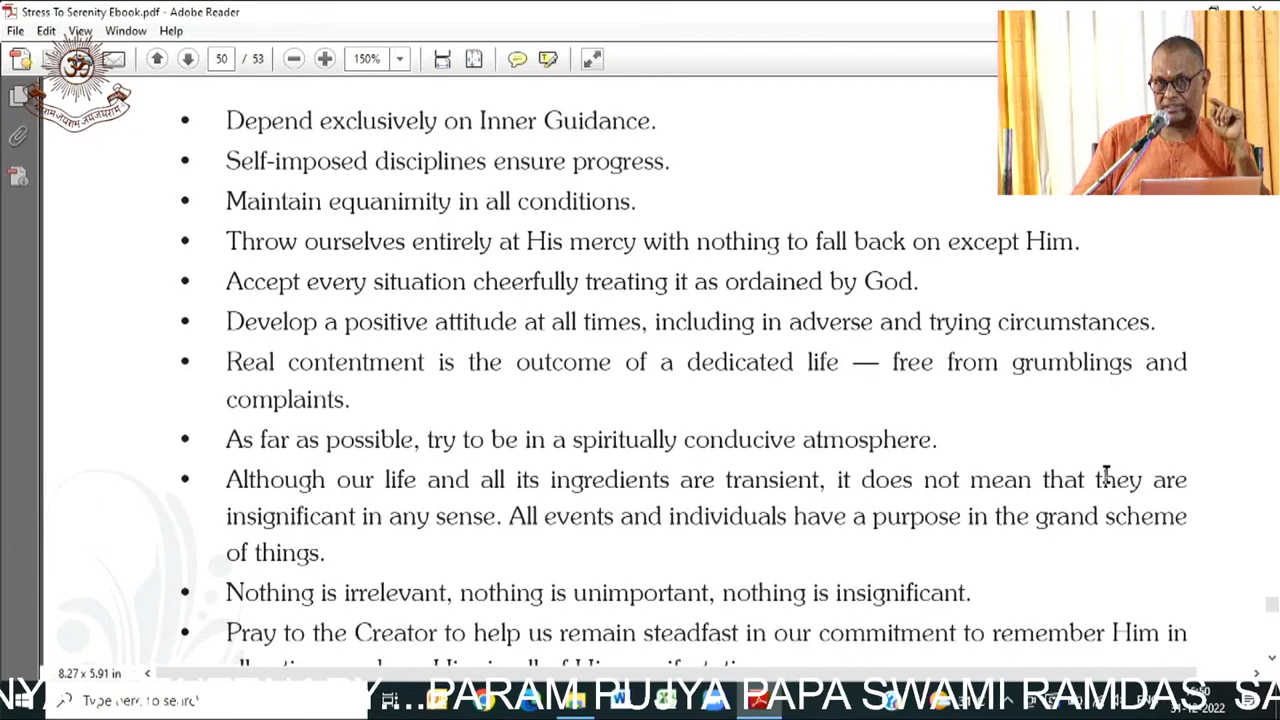 Stress To Serenity Ebook.pdf - Adobe Reader
File Edit View Window Help
50 / 53 150%
• Depend exclusively on Inner Guidance.
• Self-imposed disciplines ensure progress.
• Maintain equanimity in all conditions.
• Throw ourselves entirely at His mercy with nothing to fall back on except Him.
• Accept every situation cheerfully treating it as ordained by God.
• Develop a positive attitude at all times, including in adverse and trying circumstances.
• Real contentment is the outcome of a dedicated life — free from grumblings and
complaints.
• As far as possible, try to be in a spiritually conducive atmosphere.
• Although our life and all its ingredients are transient, it does not mean that they are
insignificant in any sense. All events and individuals have a purpose in the grand scheme
of things.
• Nothing is irrelevant, nothing is unimportant, nothing is insignificant.
• Pray to the Creator to help us remain steadfast in our commitment to remember Him in
8.27 x 5.91 in
PARAM PUJYA PAPA SWAMI RAMDAS.
Type here to search
31-12-2022